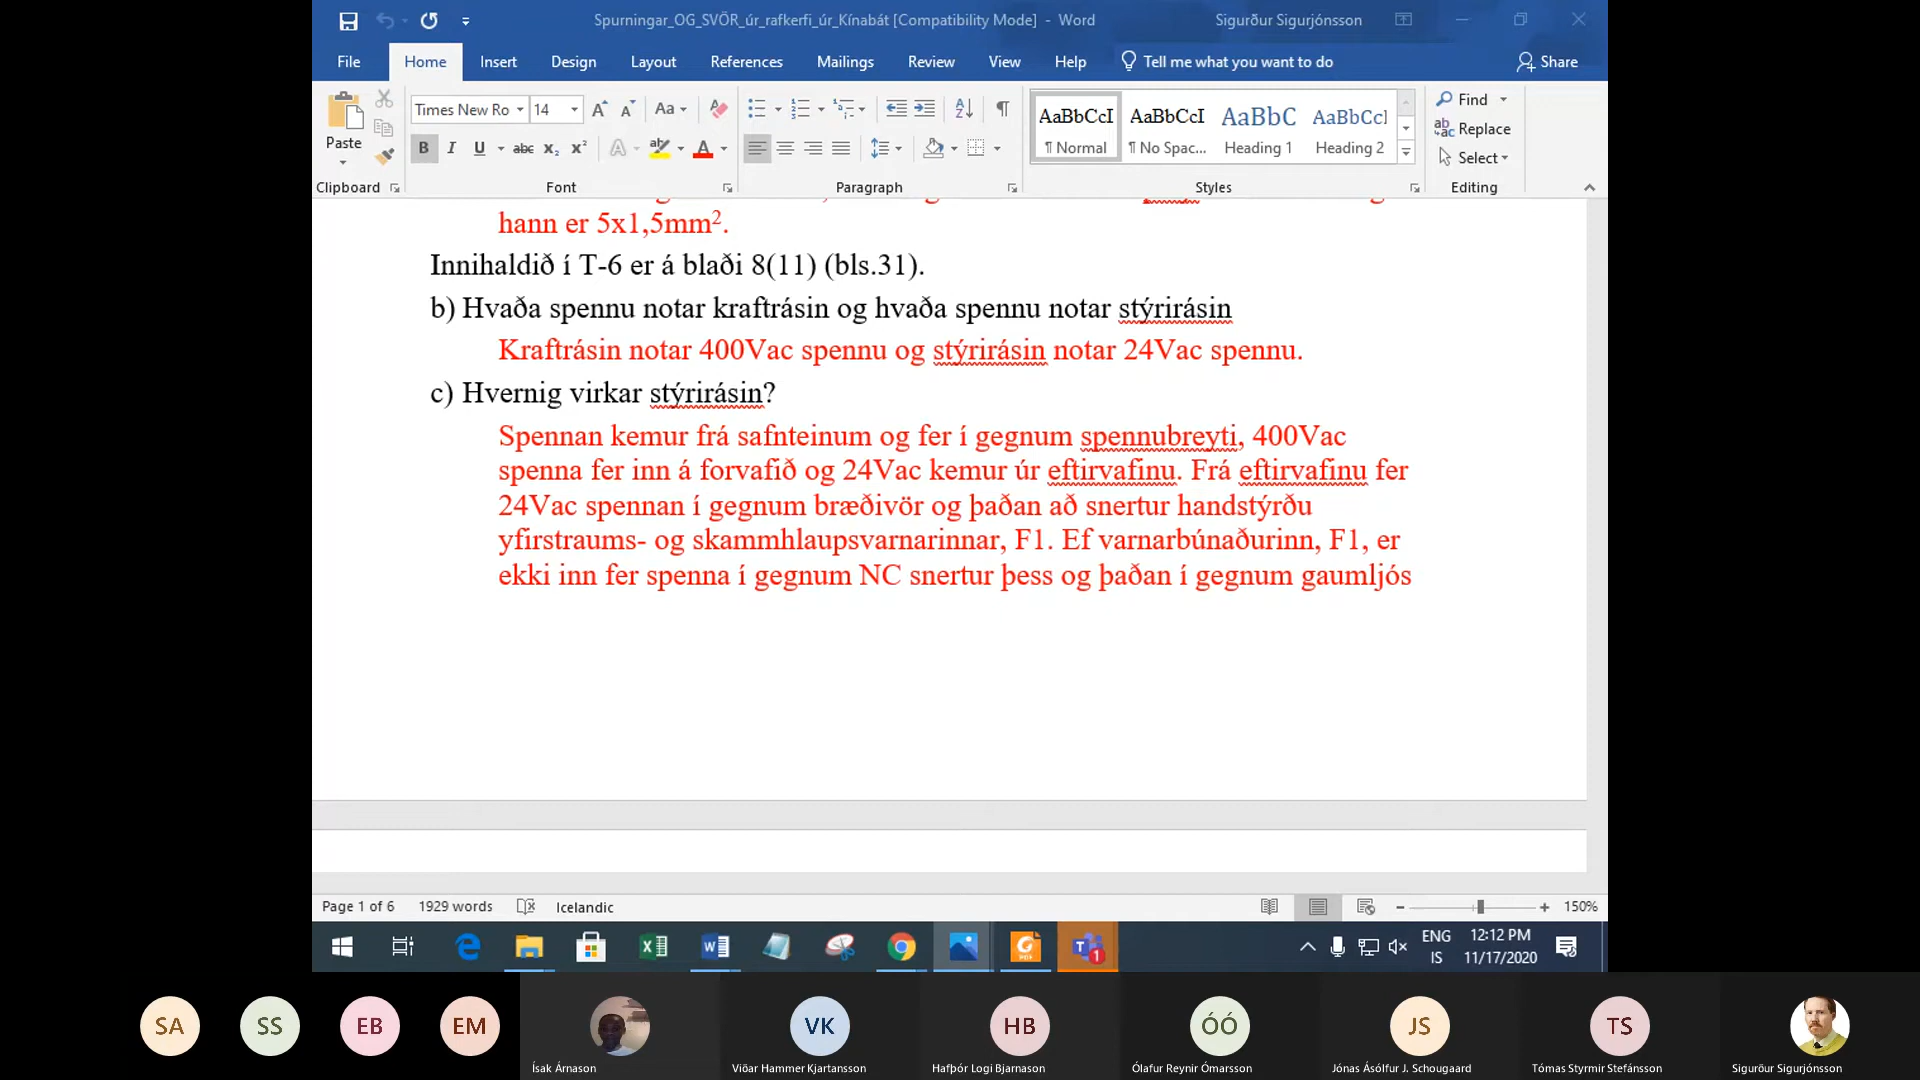 Spurningar_OG_SVÖR_úr_rafkerfi_úr_Kínabát [Compatibility Mode] - Word
Sigurður Sigurjónsson
File Home Insert Design Layout References Mailings Review View Help Tell me what you want to do Share
Times New Ro 14
Paste
Clipboard Font Paragraph Styles Editing
AaBbCcI AaBbCcI AaBbC AaBbCcI
¶ Normal ¶ No Spac... Heading 1 Heading 2
Find
Replace
Select
hann er 5x1,5mm².
Innihaldið í T-6 er á blaði 8(11) (bls.31).
b) Hvaða spennu notar kraftrásin og hvaða spennu notar stýrirásin
Kraftrásin notar 400Vac spennu og stýrirásin notar 24Vac spennu.
c) Hvernig virkar stýrirásin?
Spennan kemur frá safnteinum og fer í gegnum spennubreyti, 400Vac
spenna fer inn á forvafið og 24Vac kemur úr eftirvafinu. Frá eftirvafinu fer
24Vac spennan í gegnum bræðivör og þaðan að snertur handstýrðu
yfirstraums- og skammhlaupsvarnarinnar, F1. Ef varnarbúnaðurinn, F1, er
ekki inn fer spenna í gegnum NC snertur þess og þaðan í gegnum gaumljós
Page 1 of 6 1929 words Icelandic 150%
ENG 12:12 PM
IS 11/17/2020
SA SS EB EM VK HB ÓÓ JS TS
Ísak Árnason Viðar Hammer Kjartansson Hafþór Logi Bjarnason Ólafur Reynir Ómarsson Jónas Ásólfur J. Schougaard Tómas Styrmir Stefánsson Sigurður Sigurjónsson